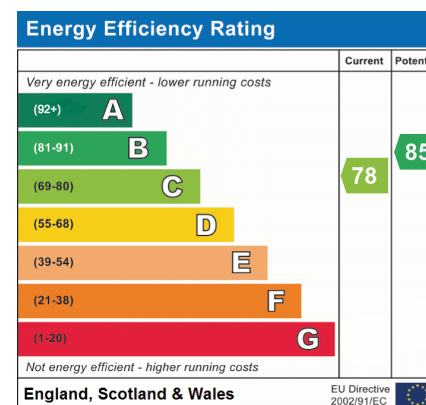 Energy Efficiency Rating
Current Potent
Very energy efficient - lower running costs
(92+) A
(81-91) B
85
(69-80) C
78
(55-68) D
(39-54) E
(21-38) F
(1-20) G
Not energy efficient - higher running costs
England, Scotland & Wales
EU Directive
2002/91/EC